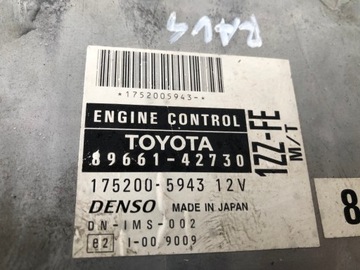 RAV4
*1752005943-*
ENGINE CONTROL
TOYOTA
89661-42730
175200-5943 12V
DENSO MADE IN JAPAN
DN-IMS-002
e2 1-00 9009
1ZZ-FE
M/T
8